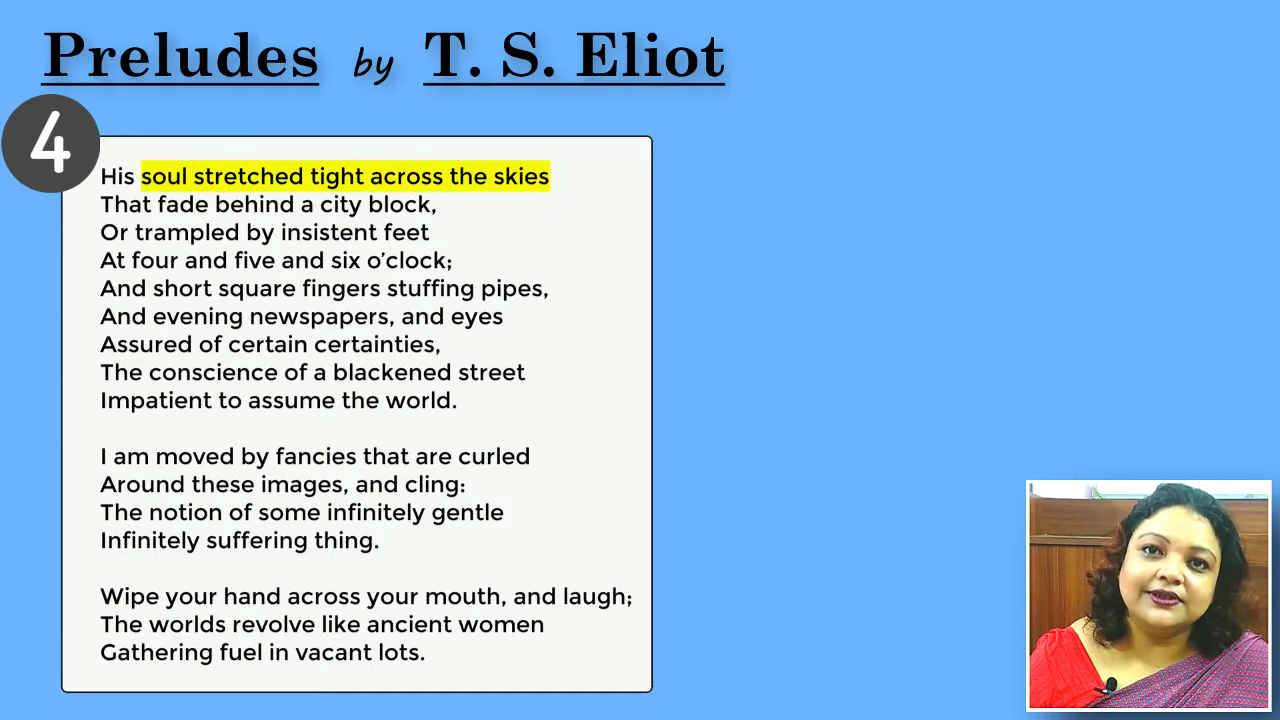 Preludes by T. S. Eliot
4
His soul stretched tight across the skies
That fade behind a city block,
Or trampled by insistent feet
At four and five and six o’clock;
And short square fingers stuffing pipes,
And evening newspapers, and eyes
Assured of certain certainties,
The conscience of a blackened street
Impatient to assume the world.
I am moved by fancies that are curled
Around these images, and cling:
The notion of some infinitely gentle
Infinitely suffering thing.
Wipe your hand across your mouth, and laugh;
The worlds revolve like ancient women
Gathering fuel in vacant lots.